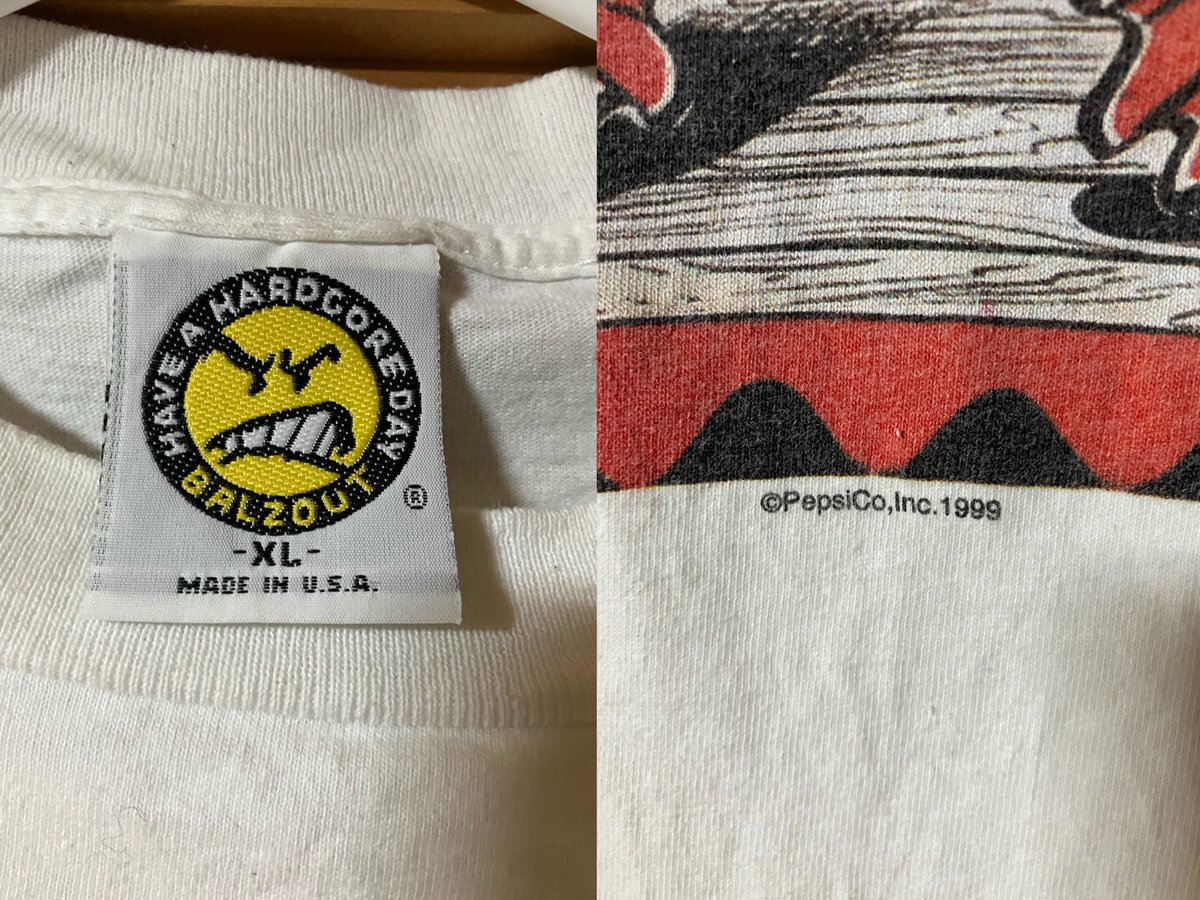 HAVE A HARDCORE DAY
BALZOUT
®
-XL-
MADE IN U.S.A.
©PepsiCo,Inc.1999